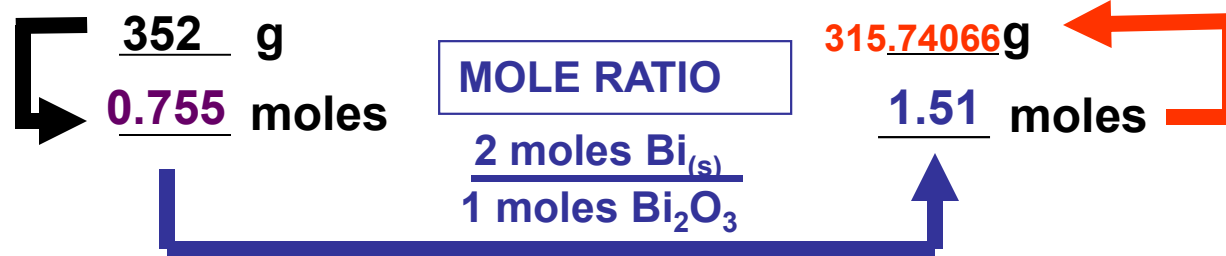 352 g
315.74066g
MOLE RATIO
0.755 moles
1.51 moles
2 moles Bi(s)
1 moles Bi₂O₃